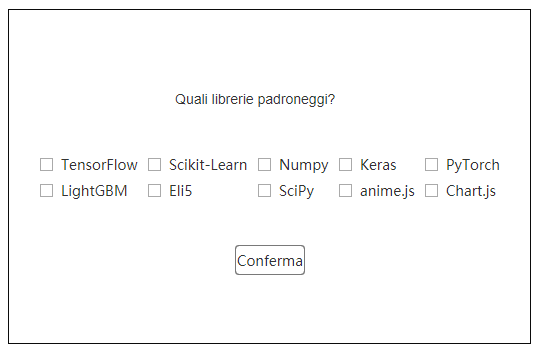 Quali librerie padroneggi?
TensorFlow Scikit-Learn Numpy Keras PyTorch
LightGBM Eli5 SciPy anime.js Chart.js
Conferma